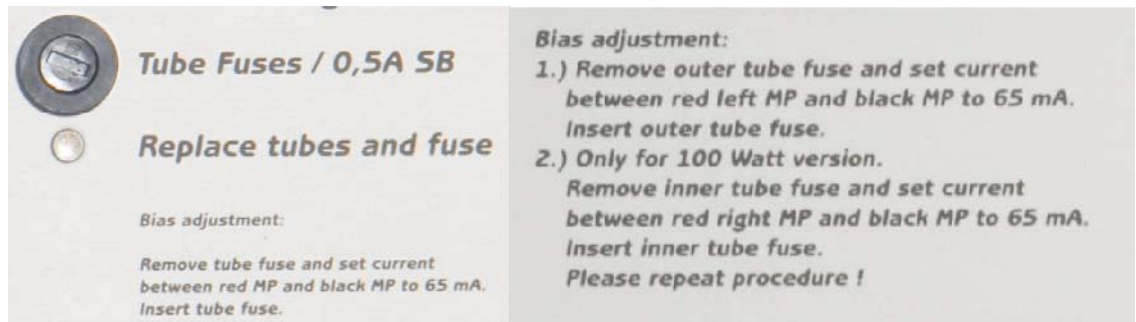 Tube Fuses / 0,5A SB
Replace tubes and fuse
Bias adjustment:
Remove tube fuse and set current
between red MP and black MP to 65 mA.
Insert tube fuse.
Bias adjustment:
1.) Remove outer tube fuse and set current
between red left MP and black MP to 65 mA.
Insert outer tube fuse.
2.) Only for 100 Watt version.
Remove inner tube fuse and set current
between red right MP and black MP to 65 mA.
Insert inner tube fuse.
Please repeat procedure !